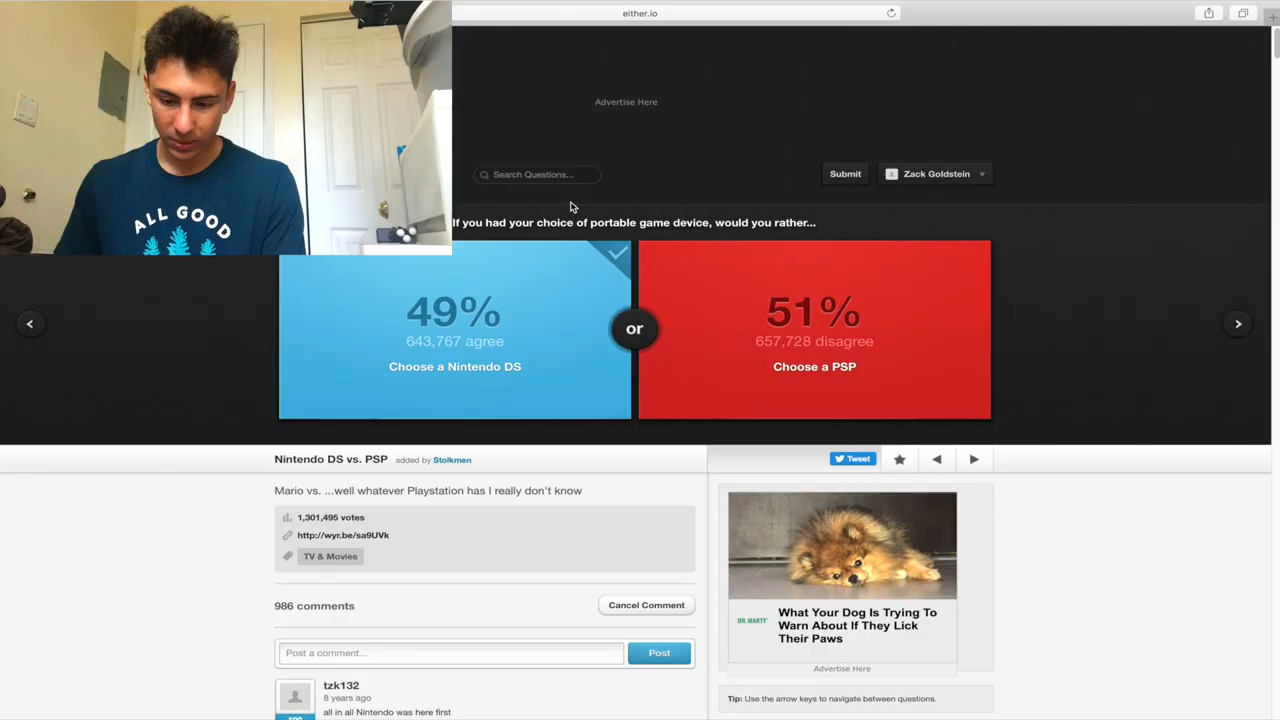 either.io
Advertise Here
Search Questions...
Submit
Zack Goldstein
ALL GOOD
If you had your choice of portable game device, would you rather...
49%
643,767 agree
Choose a Nintendo DS
or
51%
657,728 disagree
Choose a PSP
Nintendo DS vs. PSP added by Stolkmen
Tweet
Mario vs. ...well whatever Playstation has I really don't know
1,301,495 votes
http://wyr.be/sa9UVk
TV & Movies
986 comments
Cancel Comment
Post a comment...
Post
tzk132
8 years ago
all in all Nintendo was here first
DR. MARTY
What Your Dog Is Trying To
Warn About If They Lick
Their Paws
Advertise Here
Tip: Use the arrow keys to navigate between questions.